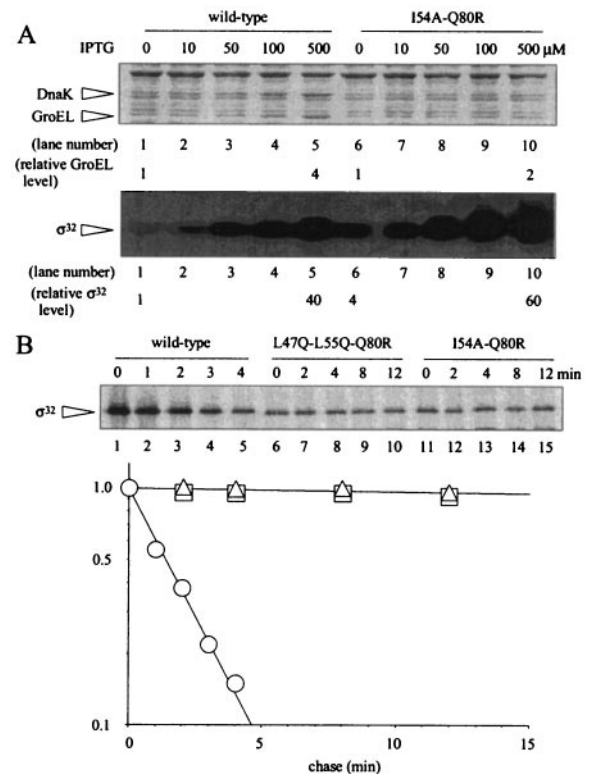 A
wild-type I54A-Q80R
IPTG 0 10 50 100 500 0 10 50 100 500 μM
DnaK
GroEL
(lane number) 1 2 3 4 5 6 7 8 9 10
(relative GroEL level) 1 4 1 2
σ32
(lane number) 1 2 3 4 5 6 7 8 9 10
(relative σ32 level) 1 40 4 60
B
wild-type L47Q-L55Q-Q80R I54A-Q80R
0 1 2 3 4 0 2 4 8 12 0 2 4 8 12 min
σ32
1 2 3 4 5 6 7 8 9 10 11 12 13 14 15
1.0
0.5
0.1
0 5 10 15
chase (min)